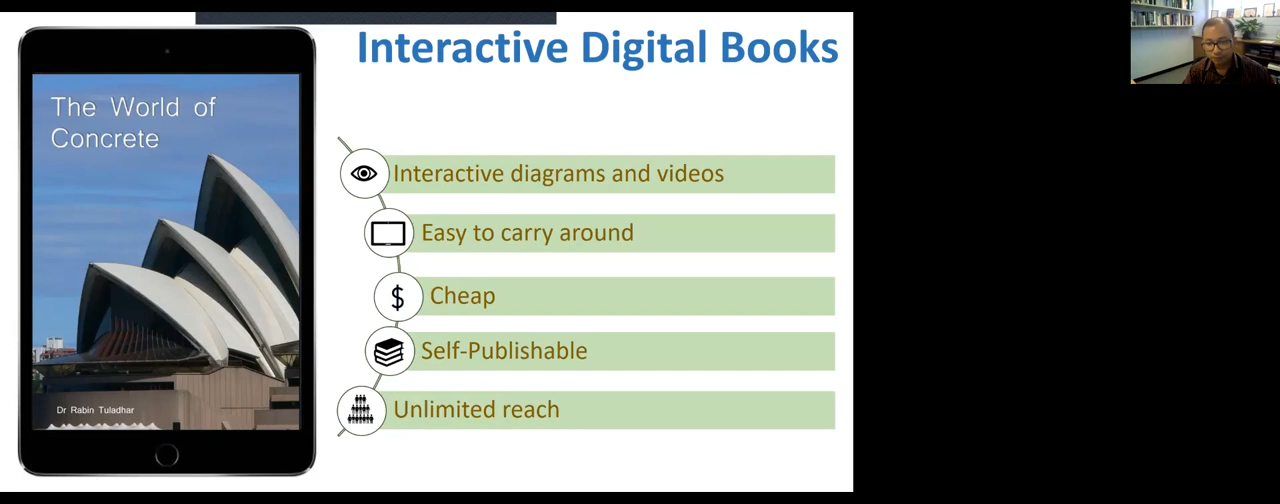 Interactive Digital Books
The World of
Concrete
Dr Rabin Tuladhar
Interactive diagrams and videos
Easy to carry around
$ Cheap
Self-Publishable
Unlimited reach